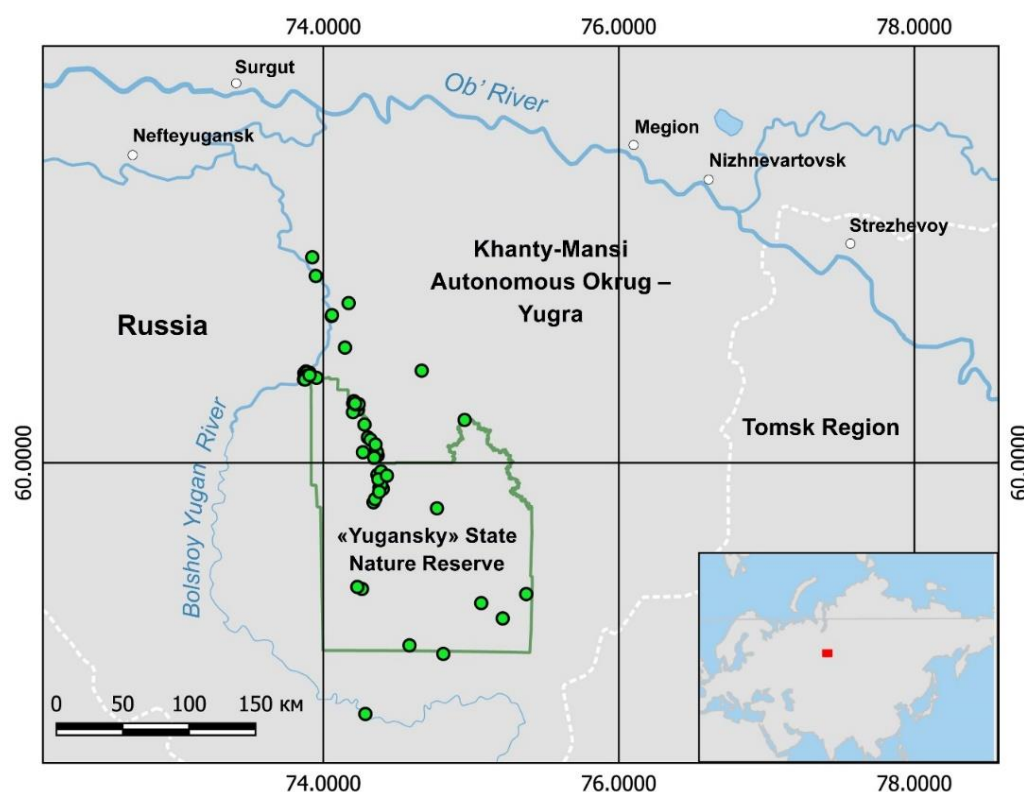 74.0000
76.0000
78.0000
Surgut
Ob’ River
Nefteyugansk
Megion
Nizhnevartovsk
Strezhevoy
Khanty-Mansi
Autonomous Okrug –
Yugra
Russia
Bolshoy Yugan River
Tomsk Region
60.0000
60.0000
«Yugansky» State
Nature Reserve
0 50 100 150 км
74.0000
76.0000
78.0000